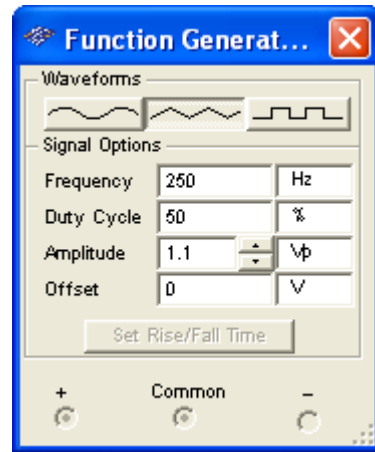 Function Generat...
Waveforms
Signal Options
Frequency 250 Hz
Duty Cycle 50 %
Amplitude 1.1 Vp
Offset 0 V
Set Rise/Fall Time
+ Common -